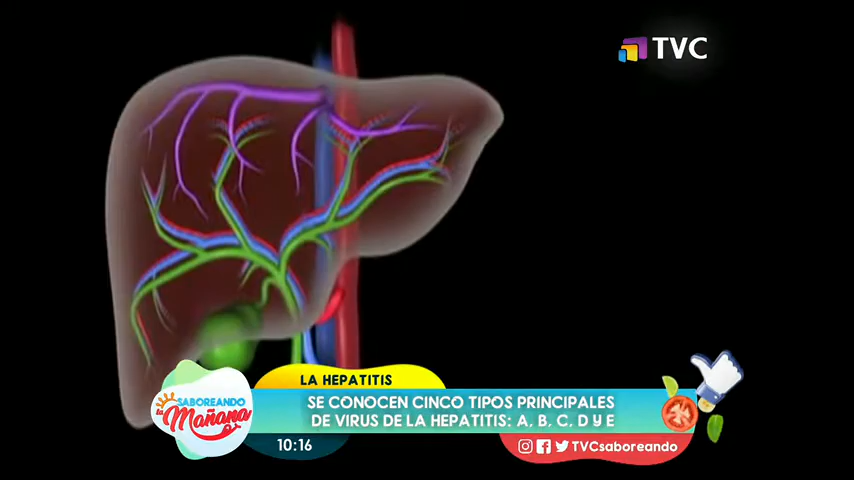 TVC
LA HEPATITIS
SE CONOCEN CINCO TIPOS PRINCIPALES
DE VIRUS DE LA HEPATITIS: A, B, C, D Y E
SABOREANDO
Mañana
10:16
TVCsaboreando